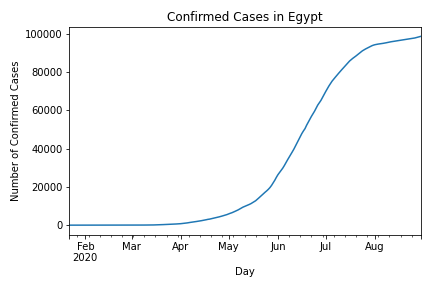 Confirmed Cases in Egypt
Number of Confirmed Cases
100000
80000
60000
40000
20000
0
Feb Mar Apr May Jun Jul Aug
2020
Day